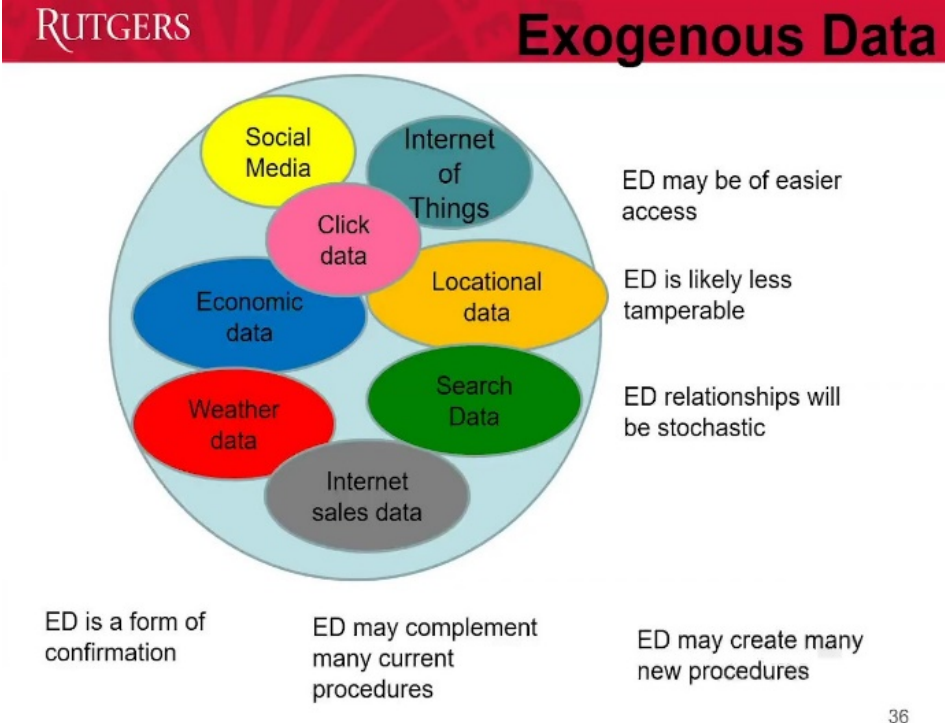 RUTGERS
Exogenous Data
Social
Media
Internet
of
Things
Click
data
Economic
data
Locational
data
Weather
data
Search
Data
Internet
sales data
ED may be of easier
access
ED is likely less
tamperable
ED relationships will
be stochastic
ED is a form of
confirmation
ED may complement
many current
procedures
ED may create many
new procedures
36